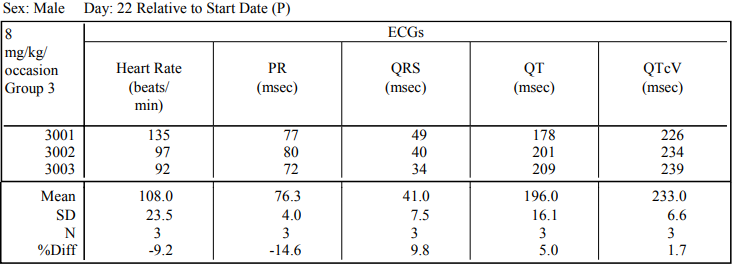 Sex: Male Day: 22 Relative to Start Date (P)
8 mg/kg/ occasion Group 3
ECGs
Heart Rate (beats/ min) PR (msec) QRS (msec) QT (msec) QTcV (msec)
3001 135 77 49 178 226
3002 97 80 40 201 234
3003 92 72 34 209 239
Mean 108.0 76.3 41.0 196.0 233.0
SD 23.5 4.0 7.5 16.1 6.6
N 3 3 3 3 3
%Diff -9.2 -14.6 9.8 5.0 1.7